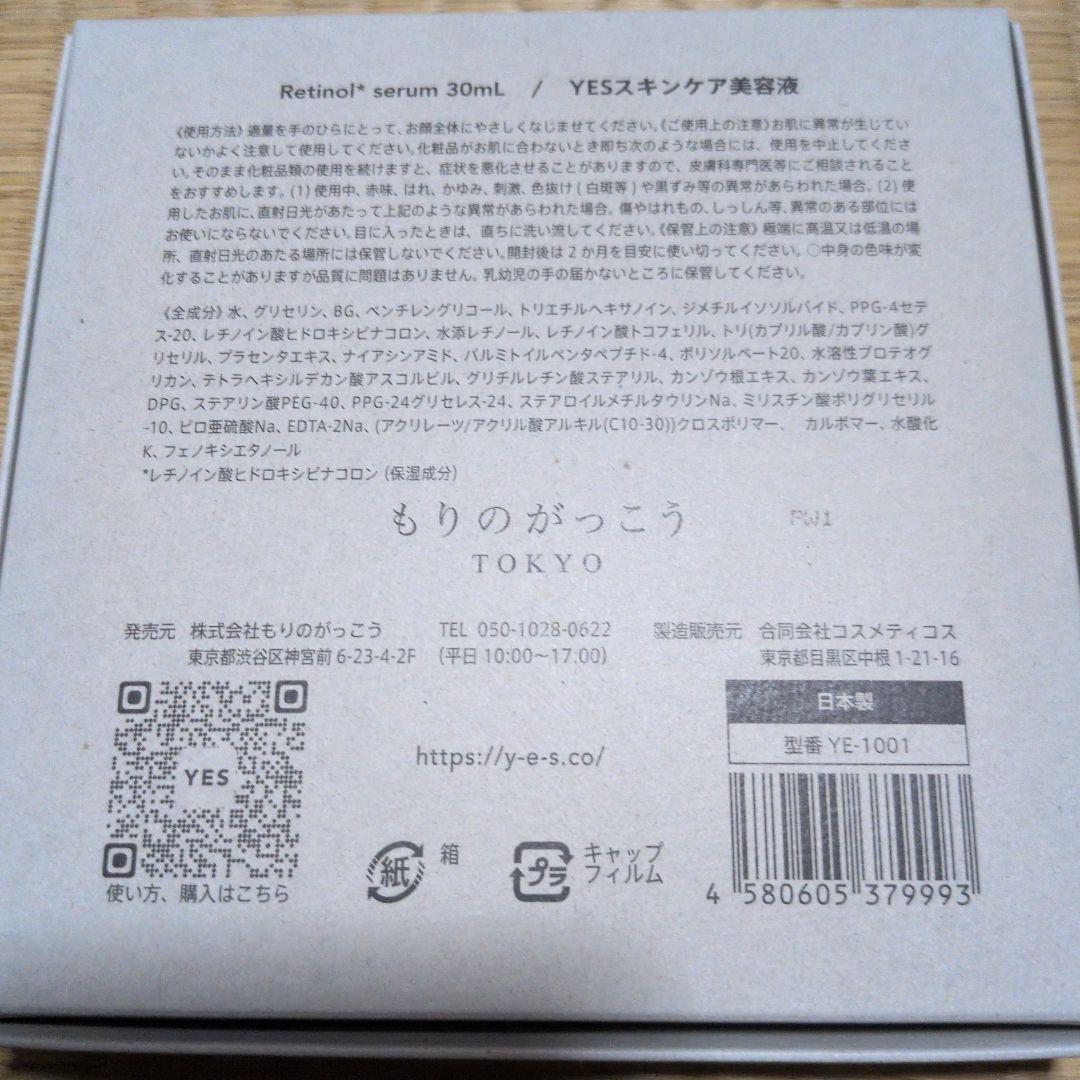 Retinol* serum 30mL / YESスキンケア美容液
《使用方法》適量を手のひらにとって、お顔全体にやさしくなじませてください。《ご使用上の注意》お肌に異常が生じてい
ないかよく注意して使用してください。化粧品がお肌に合わないとき即ち次のような場合には、使用を中止してくださ
い。そのまま化粧品類の使用を続けますと、症状を悪化させることがありますので、皮膚科専門医等にご相談されること
をおすすめします。(1)使用中、赤味、はれ、かゆみ、刺激、色抜け(白斑等)や黒ずみ等の異常があらわれた場合。(2)使
用したお肌に、直射日光があたって上記のような異常があらわれた場合。傷やはれもの、しっしん等、異常のある部位には
お使いにならないでください。目に入ったときは、直ちに洗い流してください。《保管上の注意》極端に高温又は低温の場
所、直射日光のあたる場所には保管しないでください。開封後は2か月を目安に使い切ってください。○中身の色味が変
化することがありますが品質に問題はありません。乳幼児の手の届かないところに保管してください。
《全成分》水、グリセリン、BG、ペンチレングリコール、トリエチルヘキサノイン、ジメチルイソソルバイド、PPG-4セテ
ス-20、レチノイン酸ヒドロキシピナコロン、水添レチノール、レチノイン酸トコフェリル、トリ(カプリル酸/カプリン酸)グ
リセリル、プラセンタエキス、ナイアシンアミド、パルミトイルペンタペプチド-4、ポリソルベート20、水溶性プロテオグ
リカン、テトラヘキシルデカン酸アスコルビル、グリチルレチン酸ステアリル、カンゾウ根エキス、カンゾウ葉エキス、
DPG、ステアリン酸PEG-40、PPG-24グリセレス-24、ステアロイルメチルタウリンNa、ミリスチン酸ポリグリセリル
-10、ピロ亜硫酸Na、EDTA-2Na、(アクリレーツ/アクリル酸アルキル(C10-30))クロスポリマー、 カルボマー、水酸化
K、フェノキシエタノール
*レチノイン酸ヒドロキシピナコロン(保湿成分)
もりのがっこう
TOKYO
PW1
発売元 株式会社もりのがっこう TEL 050-1028-0622 製造販売元 合同会社コスメティコス
東京都渋谷区神宮前6-23-4-2F (平日10:00〜17:00) 東京都目黒区中根1-21-16
日本製
型番 YE-1001
YES
https://y-e-s.co/
紙 箱
プラ キャップ
フィルム
使い方、購入はこちら
4 580605 379993